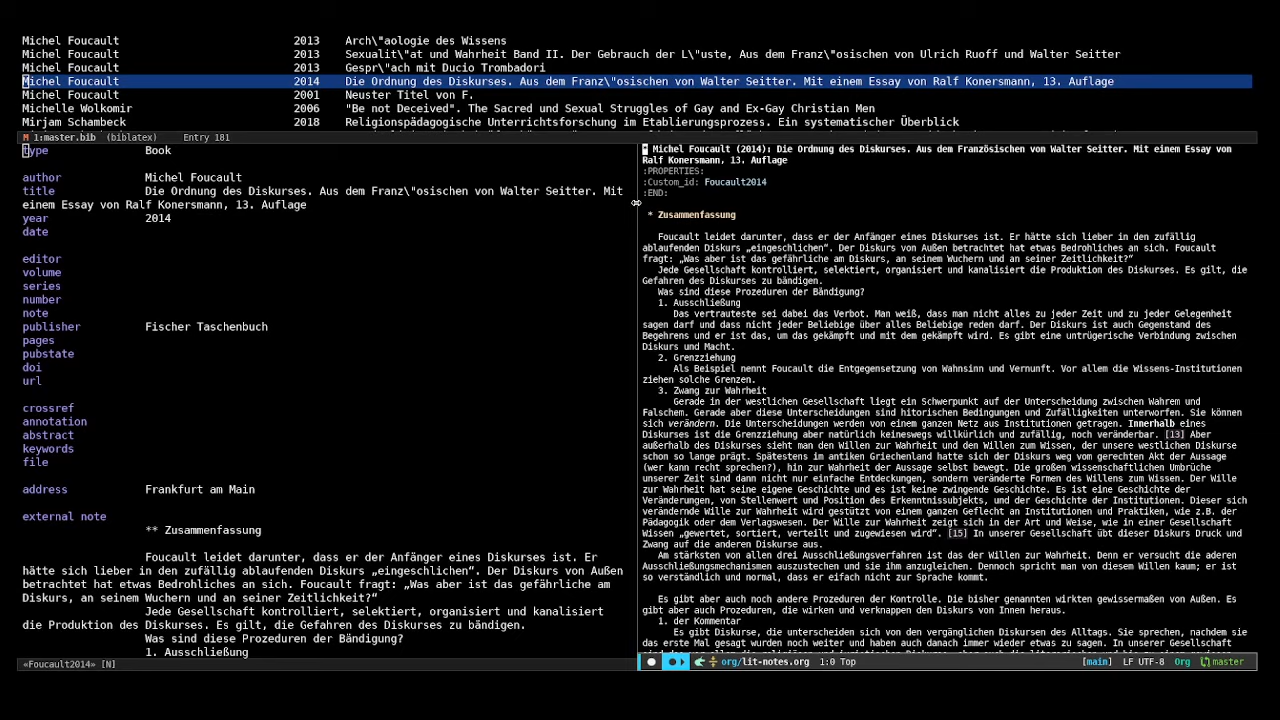 Michel Foucault 2013 Arch\"aologie des Wissens
Michel Foucault 2013 Sexualit\"at und Wahrheit Band II. Der Gebrauch der L\"uste, Aus dem Franz\"osischen von Ulrich Ruoff und Walter Seitter
Michel Foucault 2013 Gespr\"ach mit Ducio Trombadori
Michel Foucault 2014 Die Ordnung des Diskurses. Aus dem Franz\"osischen von Walter Seitter. Mit einem Essay von Ralf Konersmann, 13. Auflage
Michel Foucault 2001 Neuster Titel von F.
Michelle Wolkomir 2006 "Be not Deceived". The Sacred und Sexual Struggles of Gay and Ex-Gay Christian Men
Mirjam Schambeck 2018 Religionspädagogische Unterrichtsforschung im Etablierungsprozess. Ein systematischer Überblick
M 1:master.bib (biblatex) Entry 181
type Book
author Michel Foucault
title Die Ordnung des Diskurses. Aus dem Franz\"osischen von Walter Seitter. Mit
einem Essay von Ralf Konersmann, 13. Auflage
year 2014
date
editor
volume
series
number
note
publisher Fischer Taschenbuch
pages
pubstate
doi
url
crossref
annotation
abstract
keywords
file
address Frankfurt am Main
external note
** Zusammenfassung
Foucault leidet darunter, dass er der Anfänger eines Diskurses ist. Er
hätte sich lieber in den zufällig ablaufenden Diskurs „eingeschlichen“. Der Diskurs von Außen
betrachtet hat etwas Bedrohliches an sich. Foucault fragt: „Was aber ist das gefährliche am
Diskurs, an seinem Wuchern und an seiner Zeitlichkeit?“
Jede Gesellschaft kontrolliert, selektiert, organisiert und kanalisiert
die Produktion des Diskurses. Es gilt, die Gefahren des Diskurses zu bändigen.
Was sind diese Prozeduren der Bändigung?
1. Ausschließung
«Foucault2014» [N]
* Michel Foucault (2014): Die Ordnung des Diskurses. Aus dem Französischen von Walter Seitter. Mit einem Essay von
Ralf Konersmann, 13. Auflage
:PROPERTIES:
:Custom_id: Foucault2014
:END:
* Zusammenfassung
Foucault leidet darunter, dass er der Anfänger eines Diskurses ist. Er hätte sich lieber in den zufällig
ablaufenden Diskurs „eingeschlichen“. Der Diskurs von Außen betrachtet hat etwas Bedrohliches an sich. Foucault
fragt: „Was aber ist das gefährliche am Diskurs, an seinem Wuchern und an seiner Zeitlichkeit?“
Jede Gesellschaft kontrolliert, selektiert, organisiert und kanalisiert die Produktion des Diskurses. Es gilt, die
Gefahren des Diskurses zu bändigen.
Was sind diese Prozeduren der Bändigung?
1. Ausschließung
Das vertrauteste sei dabei das Verbot. Man weiß, dass man nicht alles zu jeder Zeit und zu jeder Gelegenheit
sagen darf und dass nicht jeder Beliebige über alles Beliebige reden darf. Der Diskurs ist auch Gegenstand des
Begehrens und er ist das, um das gekämpft und mit dem gekämpft wird. Es gibt eine untrügerische Verbindung zwischen
Diskurs und Macht.
2. Grenzziehung
Als Beispiel nennt Foucault die Entgegensetzung von Wahnsinn und Vernunft. Vor allem die Wissens-Institutionen
ziehen solche Grenzen.
3. Zwang zur Wahrheit
Gerade in der westlichen Gesellschaft liegt ein Schwerpunkt auf der Unterscheidung zwischen Wahrem und
Falschem. Gerade aber diese Unterscheidungen sind hitorischen Bedingungen und Zufälligkeiten unterworfen. Sie können
sich verändern. Die Unterscheidungen werden von einem ganzen Netz aus Institutionen getragen. Innerhalb eines
Diskurses ist die Grenzziehung aber natürlich keineswegs willkürlich und zufällig, noch veränderbar. [13] Aber
außerhalb des Diskurses sieht man den Willen zur Wahrheit und den Willen zum Wissen, der unsere westlichen Diskurse
schon so lange prägt. Spätestens im antiken Griechenland hatte sich der Diskurs weg vom gerechten Akt der Aussage
(wer kann recht sprechen?), hin zur Wahrheit der Aussage selbst bewegt. Die großen wissenschaftlichen Umbrüche
unserer Zeit sind dann nicht nur einfache Entdeckungen, sondern veränderte Formen des Willens zum Wissen. Der Wille
zur Wahrheit hat seine eigene Geschichte und es ist keine zwingende Geschichte. Es ist eine Geschichte der
Veränderungen, von Stellenwert und Position des Erkenntnissubjekts, und der Geschichte der Institutionen. Dieser sich
verändernde Wille zur Wahrheit wird gestützt von einem ganzen Geflecht an Institutionen und Praktiken, wie z.B. der
Pädagogik oder dem Verlagswesen. Der Wille zur Wahrheit zeigt sich in der Art und Weise, wie in einer Gesellschaft
Wissen „gewertet, sortiert, verteilt und zugewiesen wird“. [15] In unserer Gesellschaft übt dieser Diskurs Druck und
Zwang auf die anderen Diskurse aus.
Am stärksten von allen drei Ausschließungsverfahren ist das der Willen zur Wahrheit. Denn er versucht die aderen
Ausschließungsmechanismen auszustechen und sie ihm anzugleichen. Dennoch spricht man von diesem Willen kaum; er ist
so verständlich und normal, dass er eifach nicht zur Sprache kommt.
Es gibt aber auch noch andere Prozeduren der Kontrolle. Die bisher genannten wirkten gewissermaßen von Außen. Es
gibt aber auch Prozeduren, die wirken und verknappen den Diskurs von Innen heraus.
1. der Kommentar
Es gibt Diskurse, die unterscheiden sich von den vergänglichen Diskursen des Alltags. Sie sprechen, nachdem sie
das erste Mal gesagt wurden noch weiter und haben auch danach immer wieder etwas zu sagen. In unserer Gesellschaft
org/lit-notes.org 1:0 Top [main] LF UTF-8 Org master